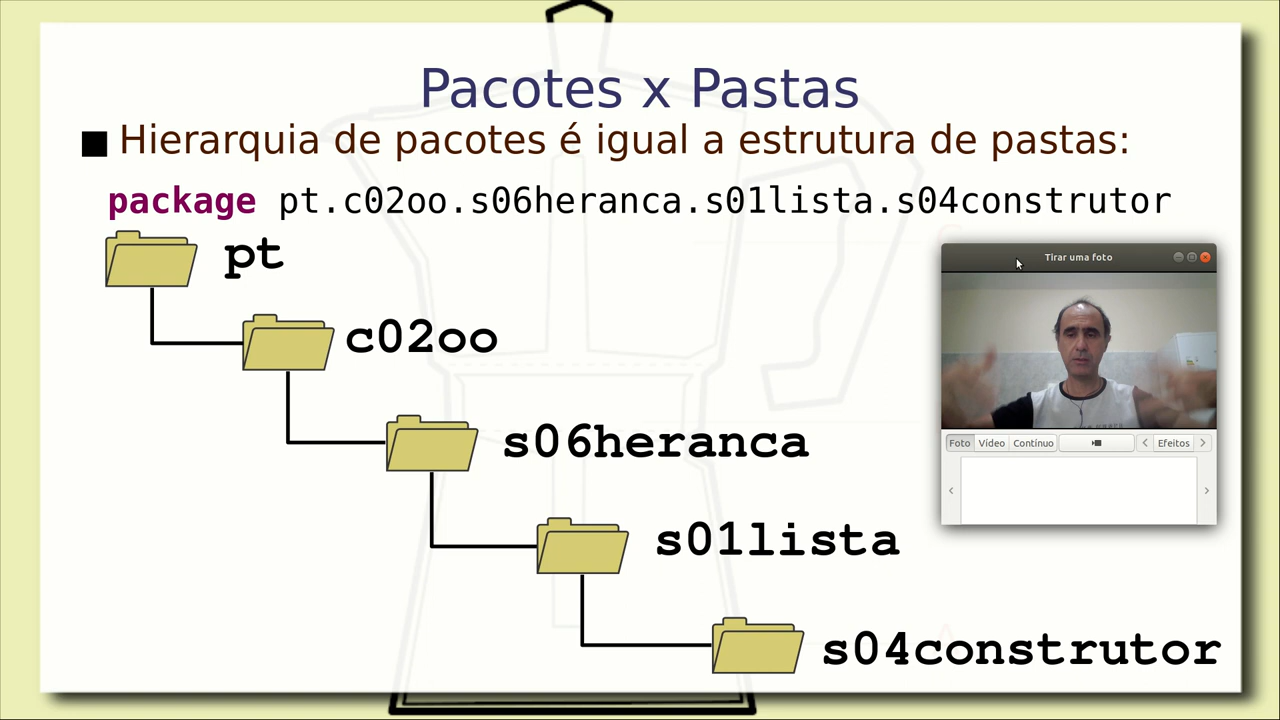 Pacotes x Pastas
Hierarquia de pacotes é igual a estrutura de pastas:
package pt.c02oo.s06heranca.s01lista.s04construtor
pt
c02oo
s06heranca
s01lista
s04construtor
Tirar uma foto
Foto Vídeo Contínuo Efeitos